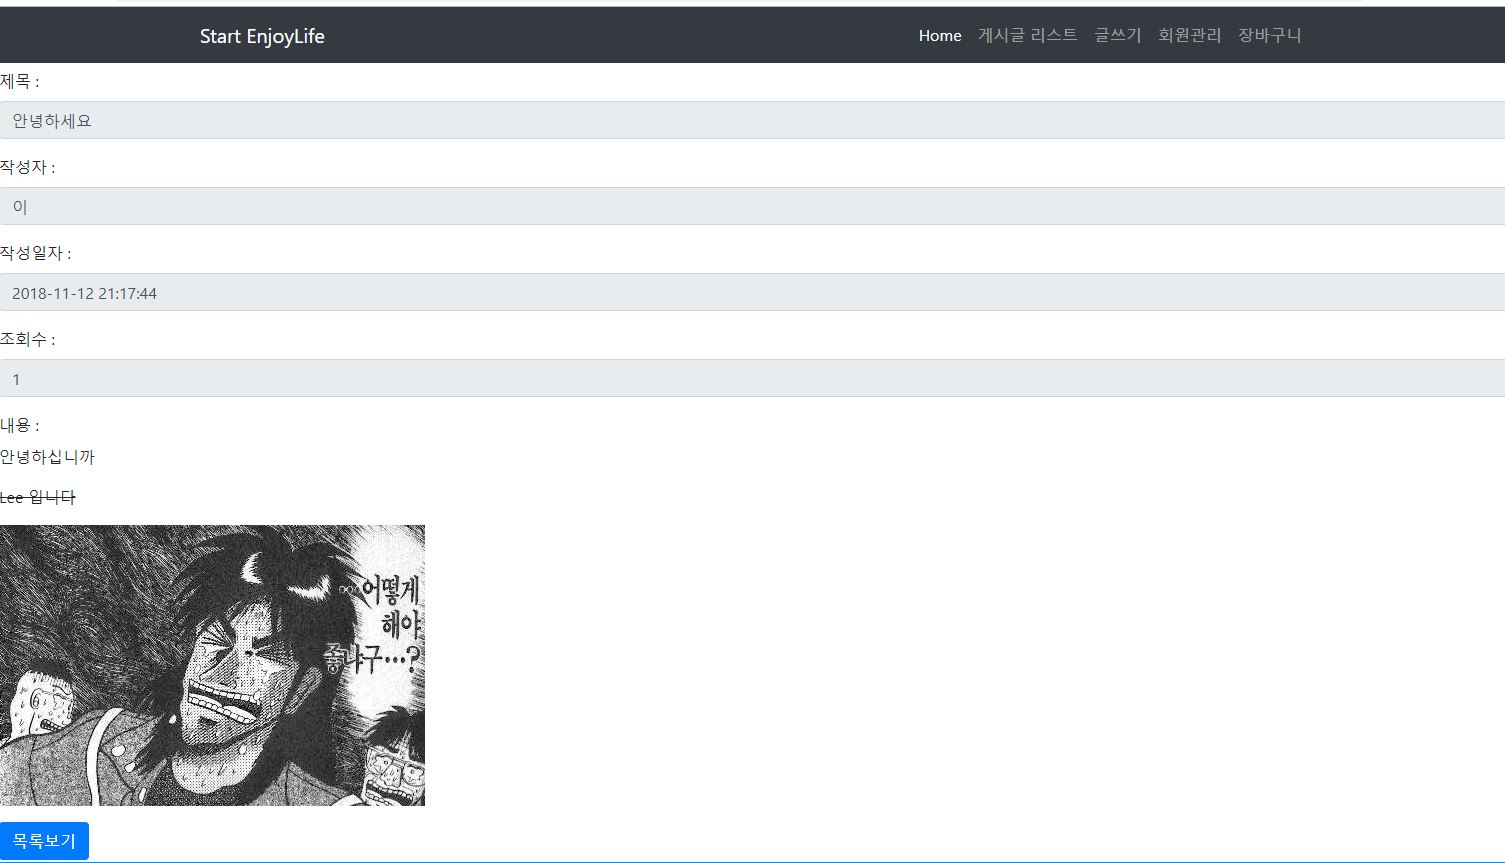 Start EnjoyLife
Home 게시글 리스트 글쓰기 회원관리 장바구니
제목 :
안녕하세요
작성자 :
이
작성일자 :
2018-11-12 21:17:44
조회수 :
1
내용 :
안녕하십니까
Lee 입니다
...어떻게
해야
좋냐구...?
목록보기